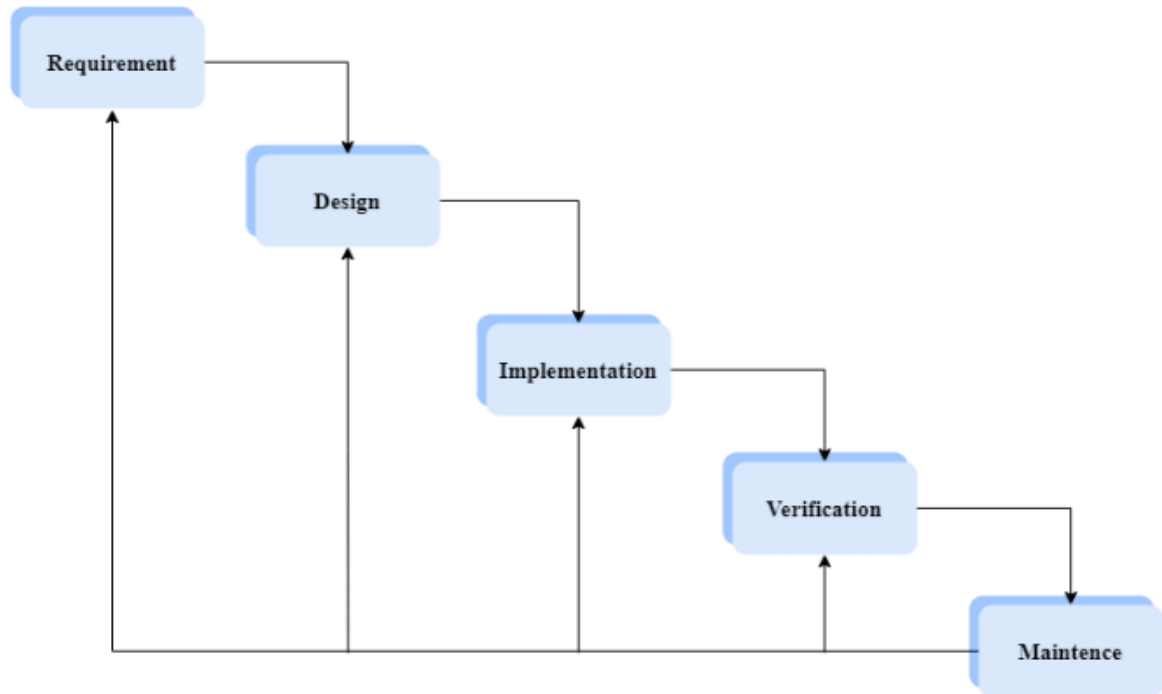 Requirement
Design
Implementation
Verification
Maintence